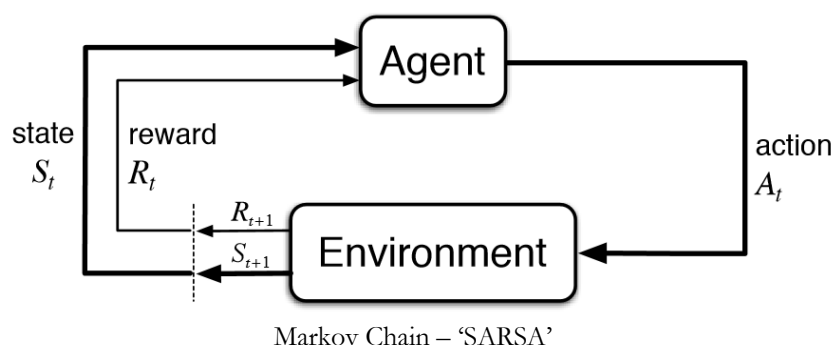 Agent
state
S_t
reward
R_t
action
A_t
R_{t+1}
S_{t+1}
Environment
Markov Chain – ‘SARSA’